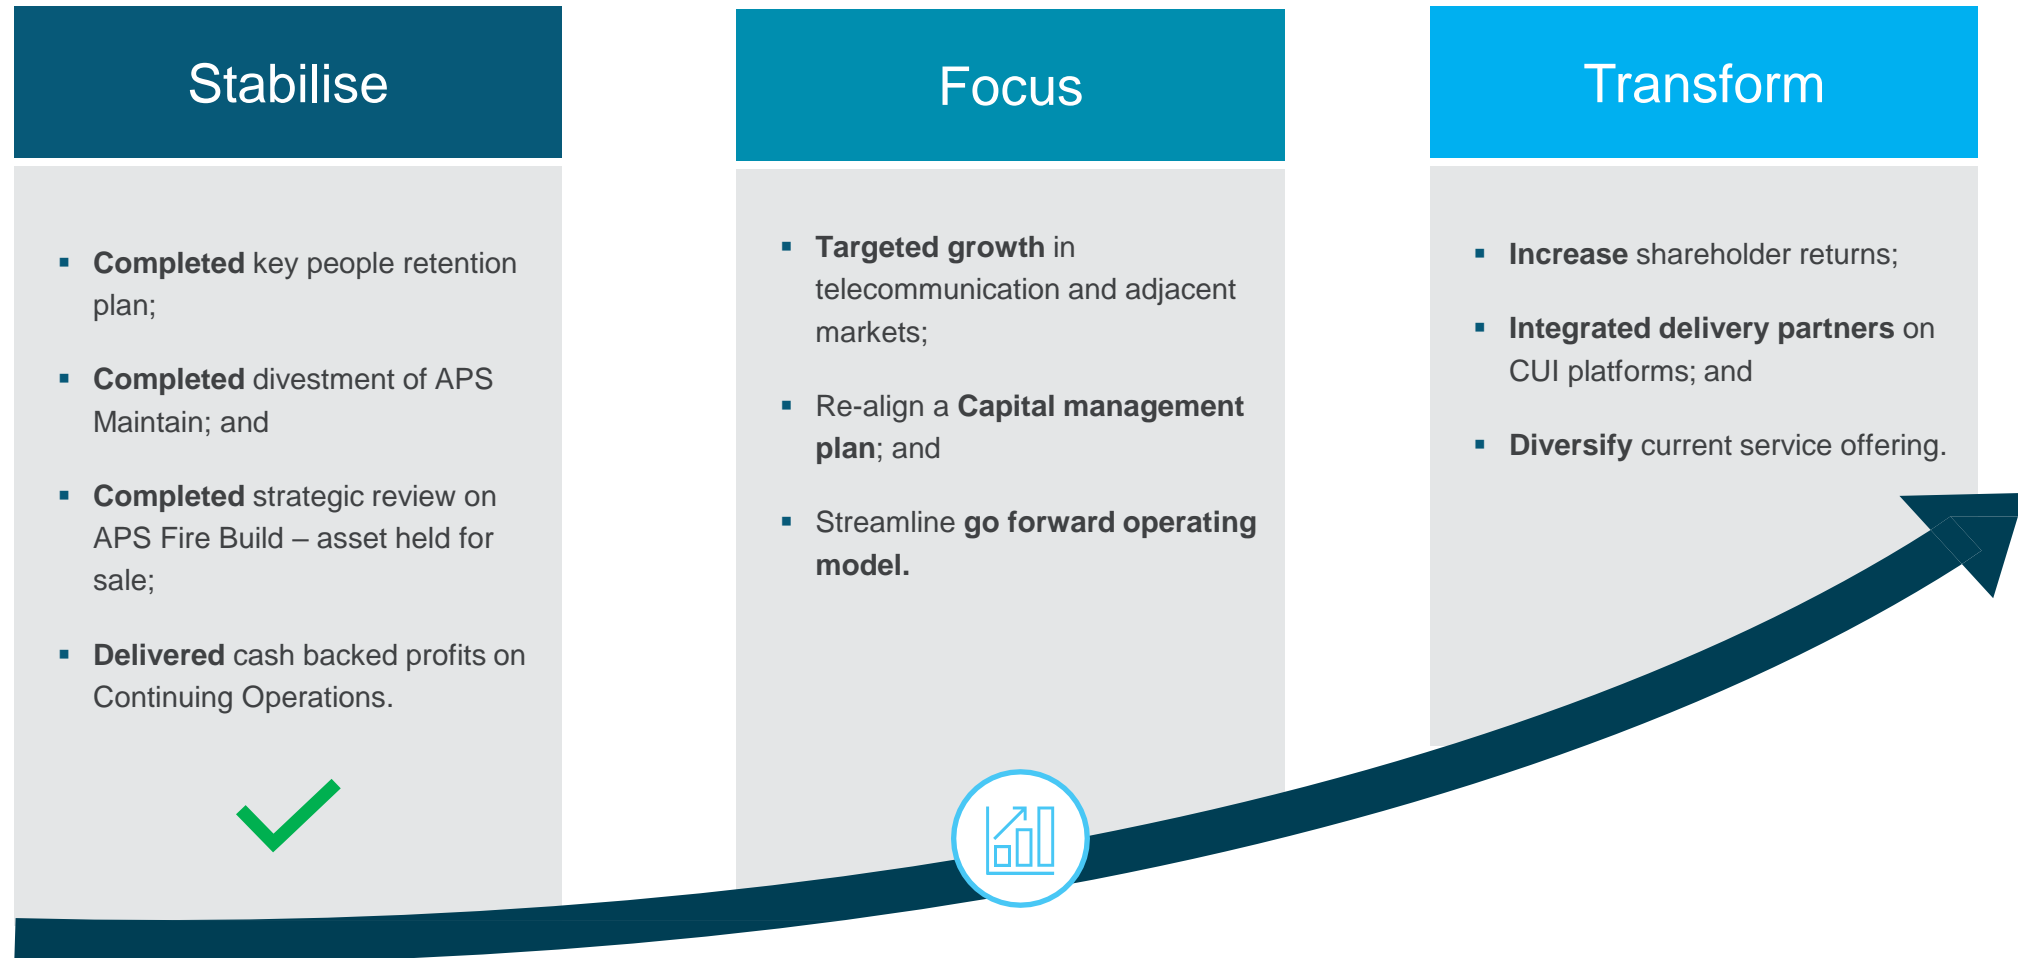 Stabilise
Completed key people retention
plan;
Completed divestment of APS
Maintain; and
Completed strategic review on
APS Fire Build – asset held for
sale;
Delivered cash backed profits on
Continuing Operations.
Focus
Targeted growth in
telecommunication and adjacent
markets;
Re-align a Capital management
plan; and
Streamline go forward operating
model.
Transform
Increase shareholder returns;
Integrated delivery partners on
CUI platforms; and
Diversify current service offering.